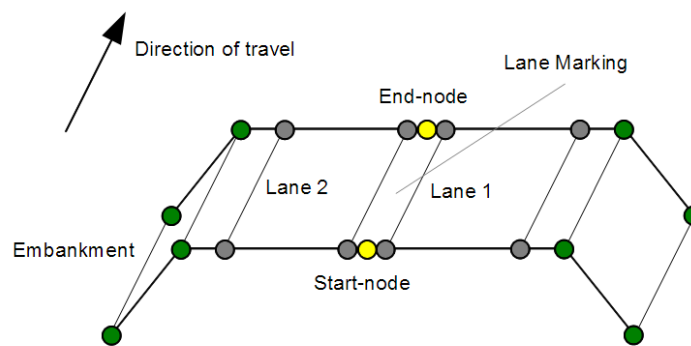 Direction of travel
Lane Marking
End-node
Lane 2
Lane 1
Embankment
Start-node